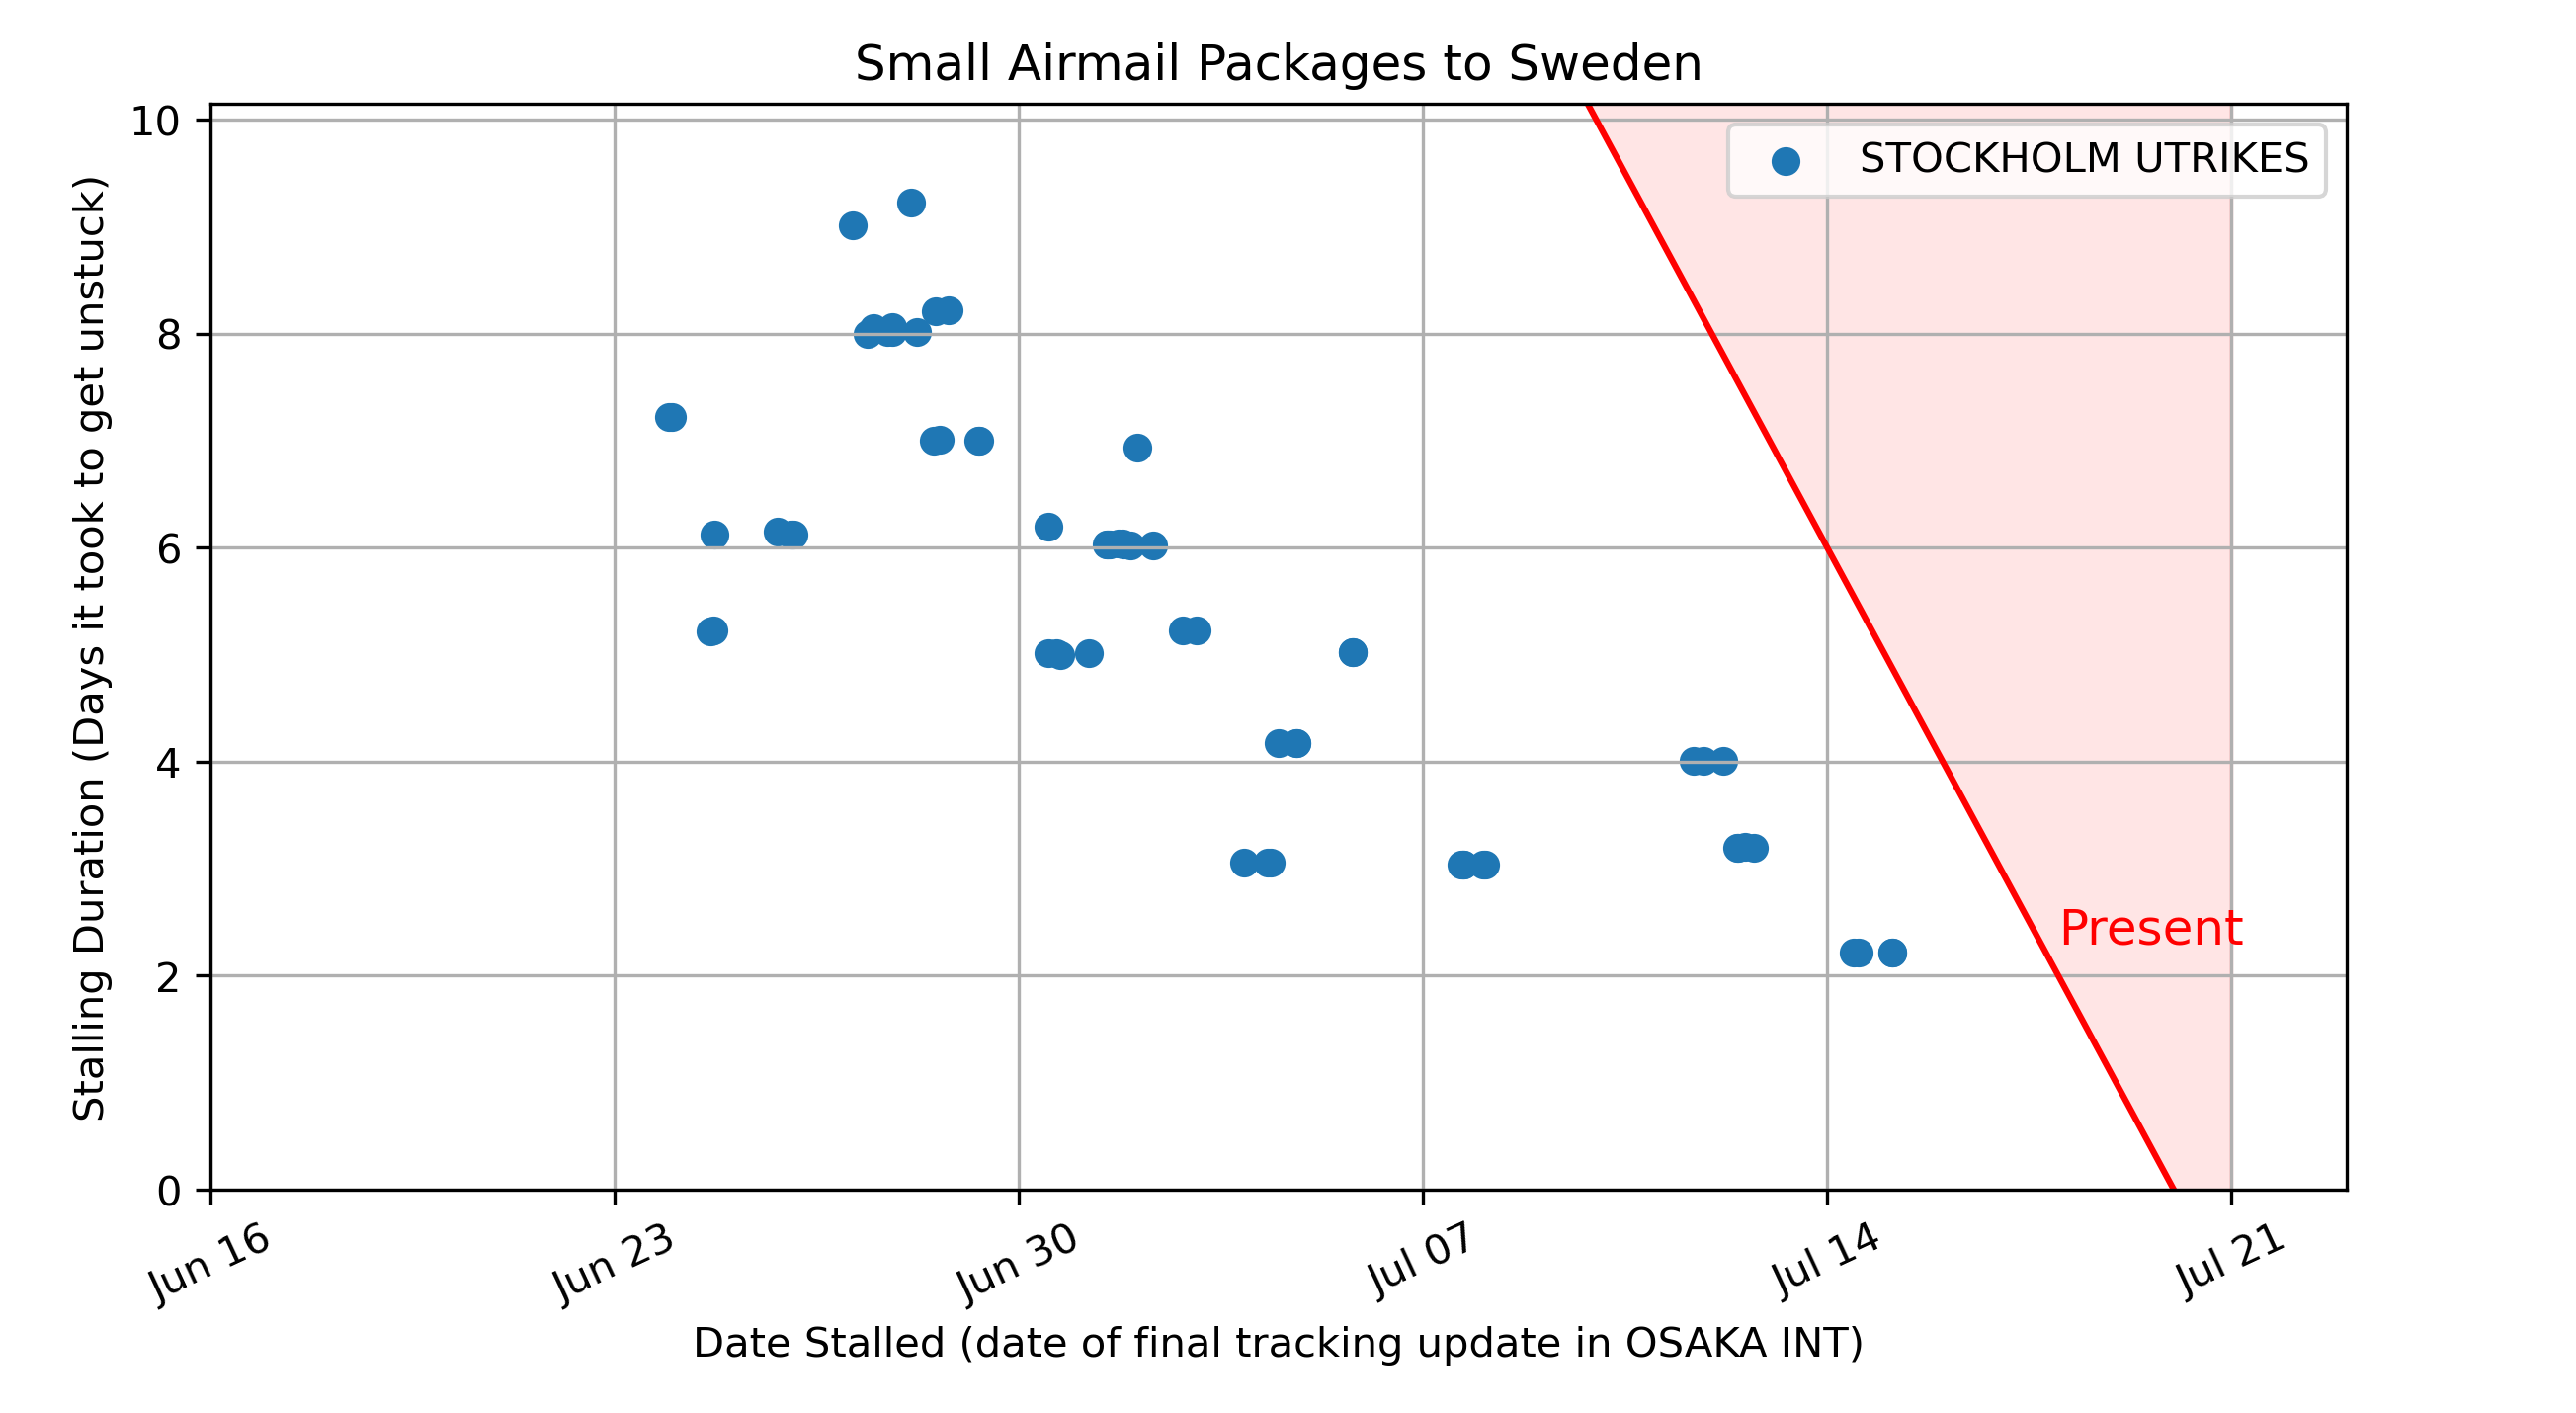 Small Airmail Packages to Sweden
STOCKHOLM UTRIKES
Present
Stalling Duration (Days it took to get unstuck)
10
8
6
4
2
0
Jun 16
Jun 23
Jun 30
Jul 07
Jul 14
Jul 21
Date Stalled (date of final tracking update in OSAKA INT)